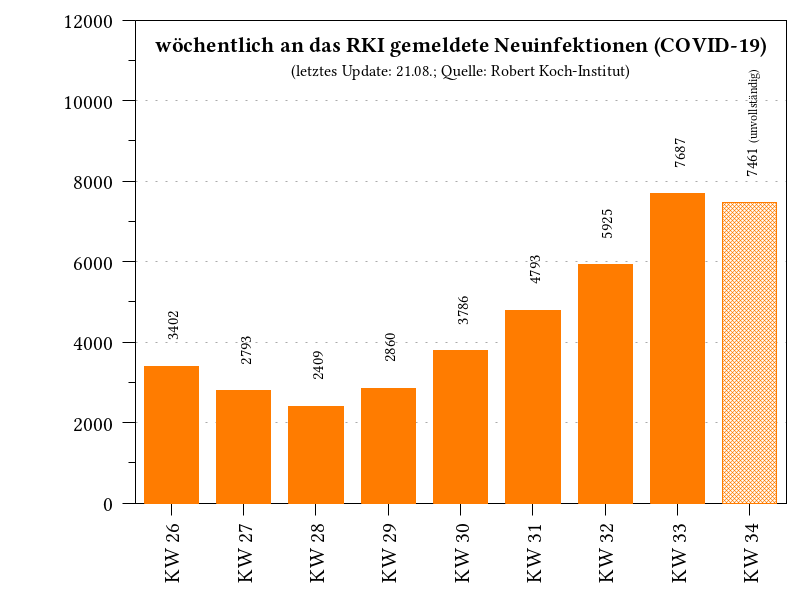 wöchentlich an das RKI gemeldete Neuinfektionen (COVID-19)
(letztes Update: 21.08.; Quelle: Robert Koch-Institut)
12000
10000
8000
6000
4000
2000
0
3402
2793
2409
2860
3786
4793
5925
7687
7461 (unvollständig)
KW 26
KW 27
KW 28
KW 29
KW 30
KW 31
KW 32
KW 33
KW 34